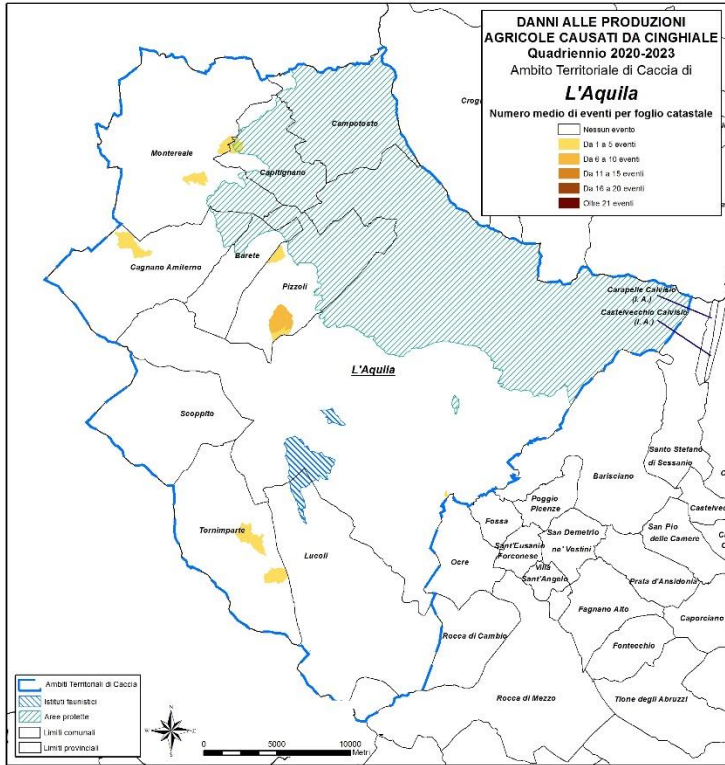 DANNI ALLE PRODUZIONI
AGRICOLE CAUSATI DA CINGHIALE
Quadriennio 2020-2023
Ambito Territoriale di Caccia di
L'Aquila
Numero medio di eventi per foglio catastale
Nessun evento
Da 1 a 5 eventi
Da 6 a 10 eventi
Da 11 a 15 eventi
Da 16 a 20 eventi
Oltre 21 eventi
Campotosto
Montereale
Capitignano
Cagnano Amiterno
Barete
Pizzoli
Carapelle Calvisio
(I. A.)
Castelvecchio Calvisio
(I. A.)
L'Aquila
Scoppito
Santo Stefano
di Sessanio
Barisciano
Poggio
Picenze
Fossa
San Demetrio
ne' Vestini
San Pio
delle Camere
Sant'Eusanio
Forconese
Villa
Sant'Angelo
Tornimparte
Lucoli
Ocre
Prata d'Ansidonia
Fagnano Alto
Caporciano
Rocca di Cambio
Fontecchio
Rocca di Mezzo
Tione degli Abruzzi
Ambiti Territoriali di Caccia
Istituti faunistici
Aree protette
Limiti comunali
Limiti provinciali
0 2500 5000 10000
Metri